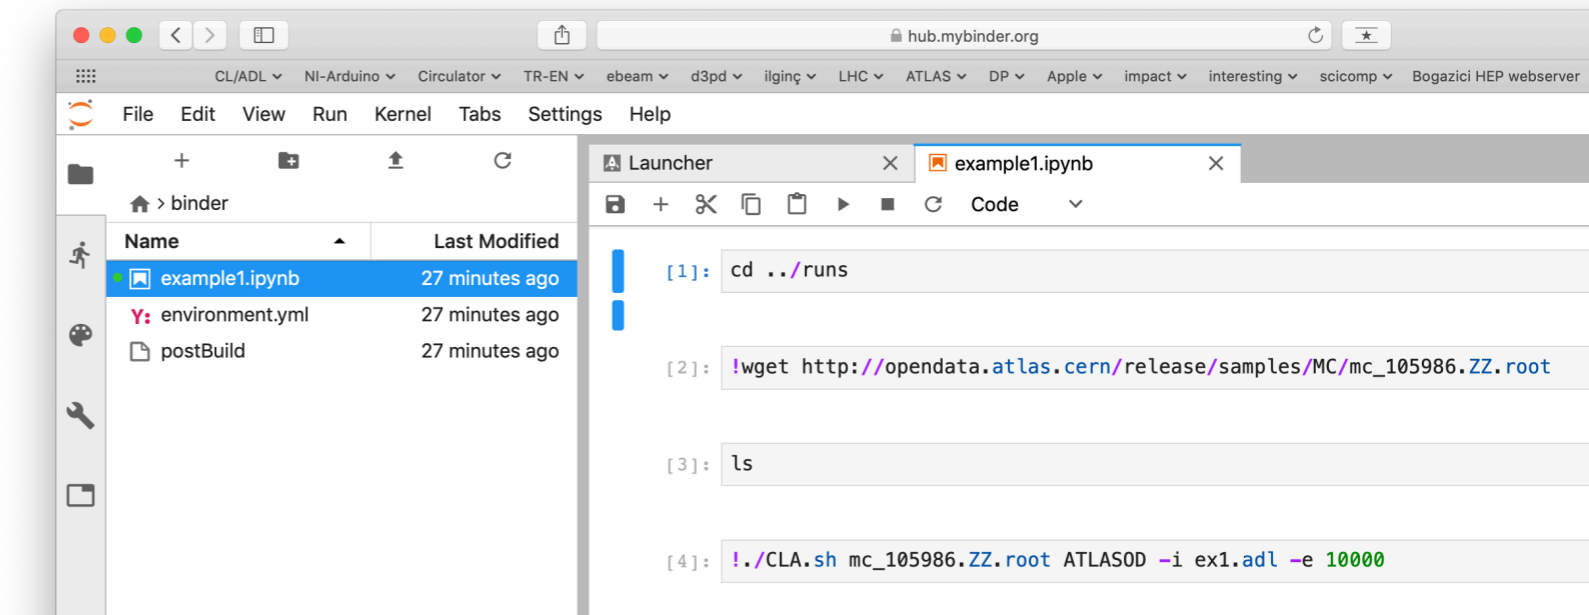 hub.mybinder.org
CL/ADL NI-Arduino Circulator TR-EN ebeam d3pd ilginç LHC ATLAS DP Apple impact interesting scicomp Bogazici HEP webserver
File Edit View Run Kernel Tabs Settings Help
Launcher example1.ipynb
> binder
Code
Name Last Modified
example1.ipynb 27 minutes ago
Y: environment.yml 27 minutes ago
postBuild 27 minutes ago
[1]: cd ../runs
[2]: !wget http://opendata.atlas.cern/release/samples/MC/mc_105986.ZZ.root
[3]: ls
[4]: !./CLA.sh mc_105986.ZZ.root ATLASOD -i ex1.adl -e 10000